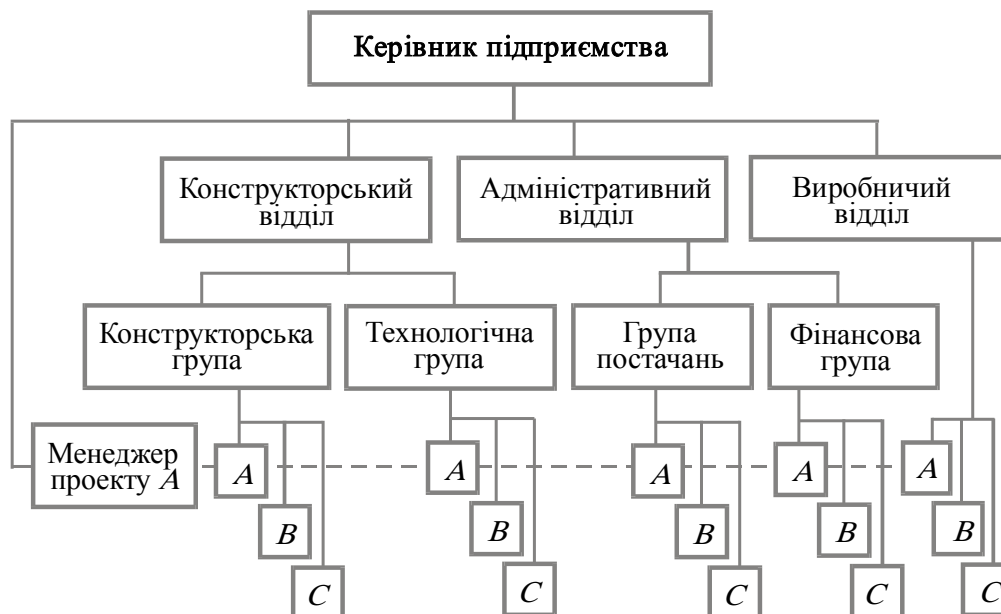 Керівник підприємства
Конструкторський
відділ
Адміністративний
відділ
Виробничий
відділ
Конструкторська
група
Технологічна
група
Група
постачань
Фінансова
група
Менеджер
проекту A
A
A
A
A
A
B
B
B
B
B
C
C
C
C
C